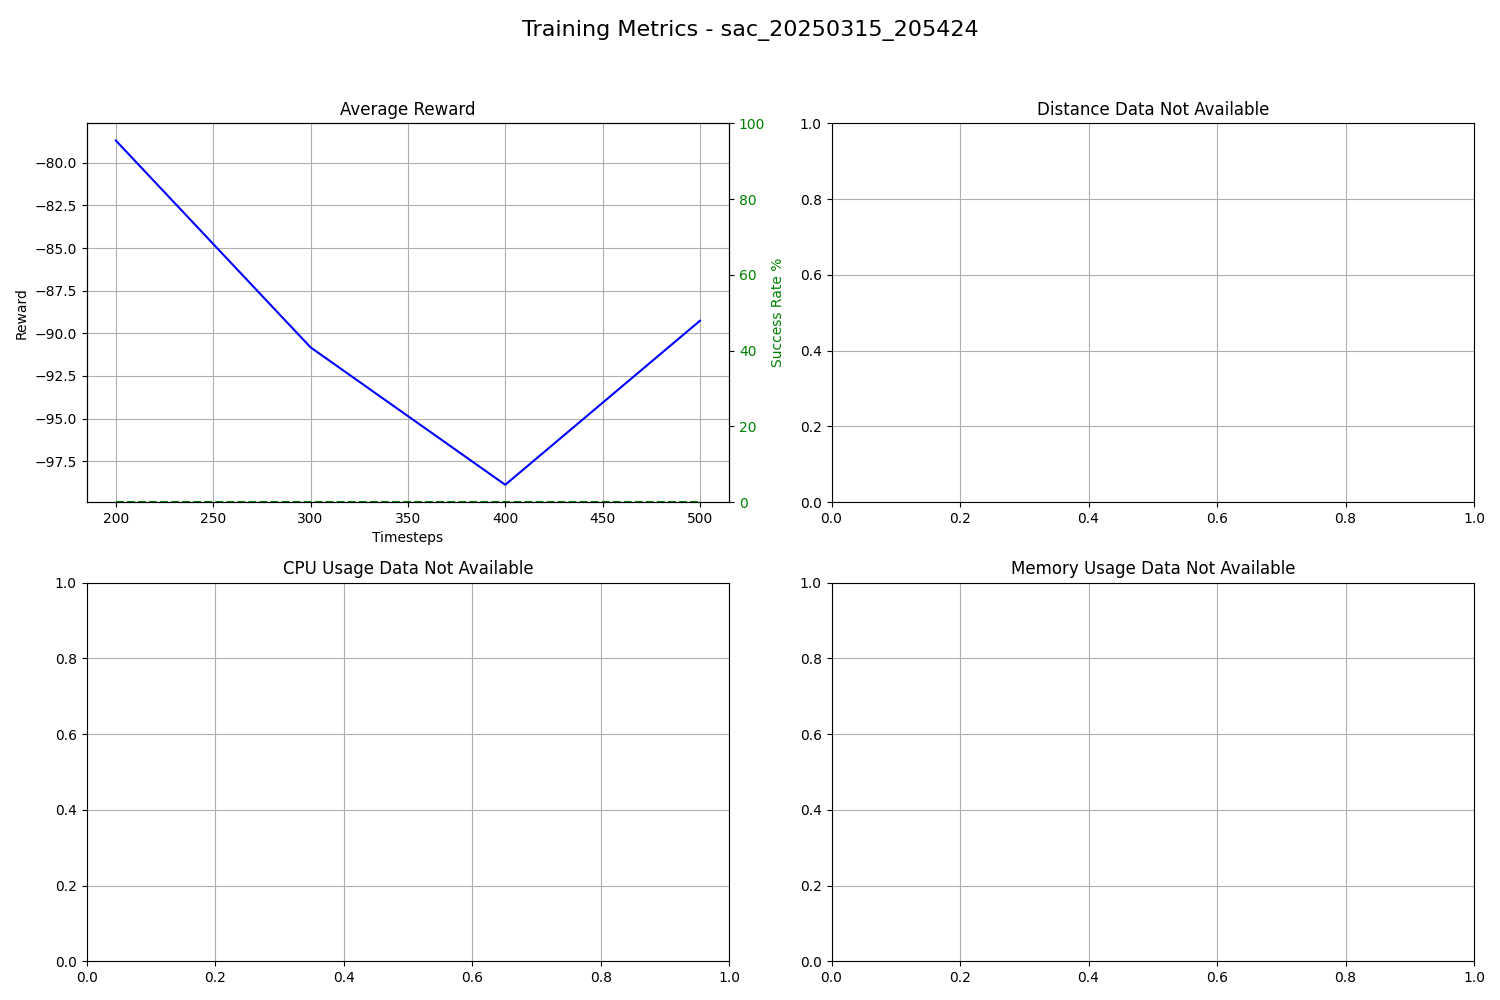 Training Metrics - sac_20250315_205424
Average Reward
−80.0
−82.5
−85.0
−87.5
−90.0
−92.5
−95.0
−97.5
Reward
200 250 300 350 400 450 500
Timesteps
100
80
60
40
20
0
Success Rate %
Distance Data Not Available
1.0
0.8
0.6
0.4
0.2
0.0
0.0 0.2 0.4 0.6 0.8 1.0
CPU Usage Data Not Available
1.0
0.8
0.6
0.4
0.2
0.0
0.0 0.2 0.4 0.6 0.8 1.0
Memory Usage Data Not Available
1.0
0.8
0.6
0.4
0.2
0.0
0.0 0.2 0.4 0.6 0.8 1.0